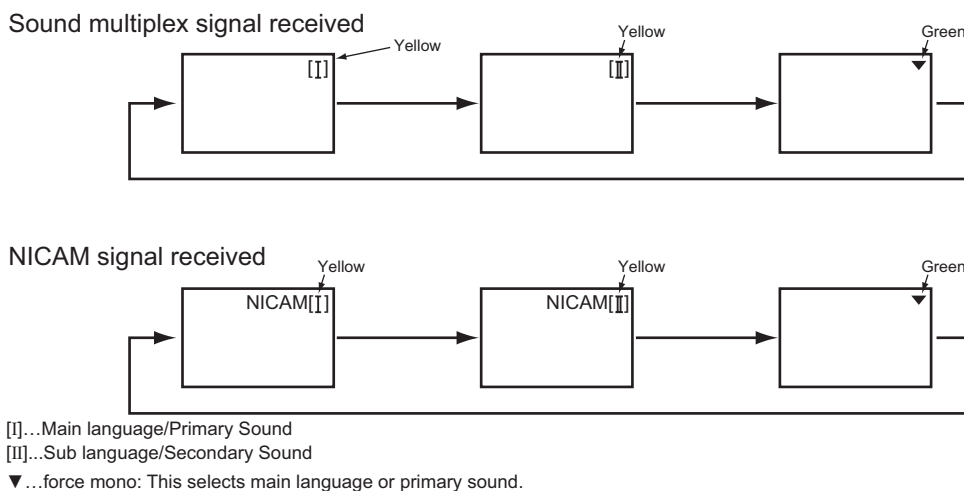 Sound multiplex signal received
Yellow Yellow Green
[I] [II] ▼
NICAM signal received
Yellow Yellow Green
NICAM[I] NICAM[II] ▼
[I]…Main language/Primary Sound
[II]...Sub language/Secondary Sound
▼…force mono: This selects main language or primary sound.